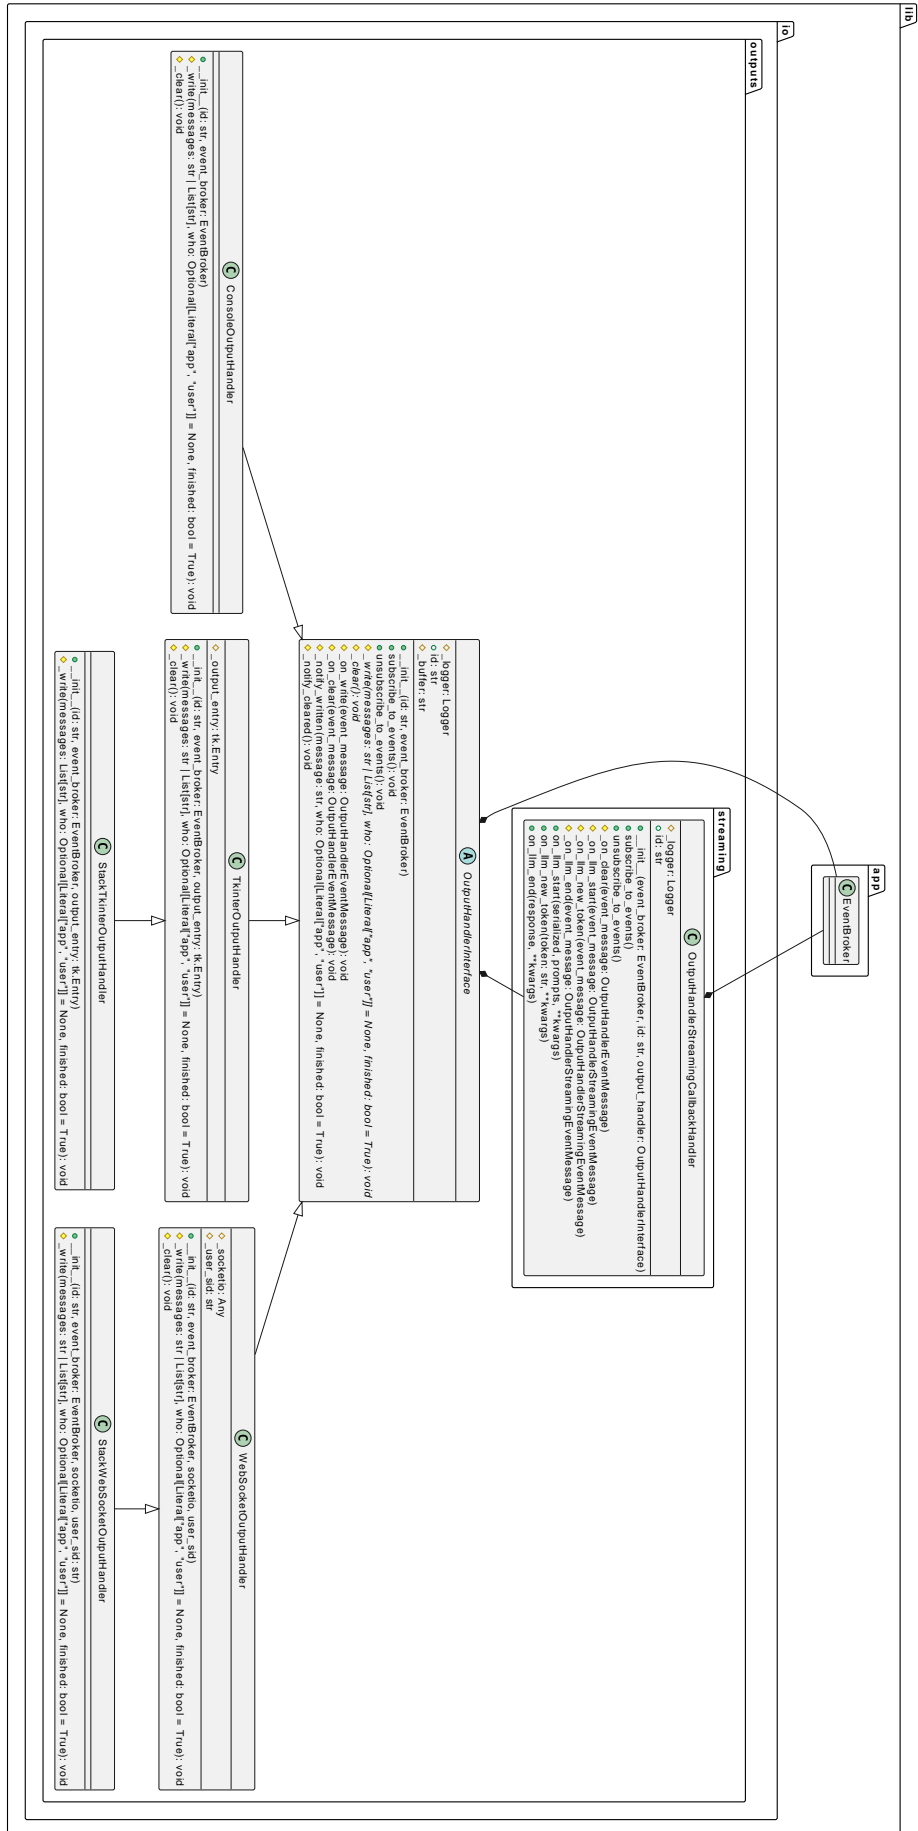 lib
app
EventBroker
io
outputs
streaming
OutputHandlerStreamingCallbackHandler
_logger: Logger
id: str
__init__(event_broker: EventBroker, id: str, output_handler: OutputHandlerInterface)
subscribe_to_events()
unsubscribe_to_events()
_on_clear(event_message: OutputHandlerEventMessage)
_on_llm_start(event_message: OutputHandlerStreamingEventMessage)
_on_llm_new_token(event_message: OutputHandlerStreamingEventMessage)
_on_llm_end(event_message: OutputHandlerStreamingEventMessage)
on_llm_start(serialized, prompts, **kwargs)
on_llm_new_token(token: str, **kwargs)
on_llm_end(response, **kwargs)
OutputHandlerInterface
_logger: Logger
id: str
_buffer: str
__init__(id: str, event_broker: EventBroker)
subscribe_to_events(): void
unsubscribe_to_events(): void
_write(messages: str | List[str], who: Optional[Literal["app", "user"]] = None, finished: bool = True): void
_clear(): void
_on_write(event_message: OutputHandlerEventMessage): void
_on_clear(event_message: OutputHandlerEventMessage): void
_notify_written(message: str, who: Optional[Literal["app", "user"]] = None, finished: bool = True): void
_notify_cleared(): void
ConsoleOutputHandler
__init__(id: str, event_broker: EventBroker)
_write(messages: str | List[str], who: Optional[Literal["app", "user"]] = None, finished: bool = True): void
_clear(): void
TkinterOutputHandler
_output_entry: tk.Entry
__init__(id: str, event_broker: EventBroker, output_entry: tk.Entry)
_write(messages: str | List[str], who: Optional[Literal["app", "user"]] = None, finished: bool = True): void
_clear(): void
WebSocketOutputHandler
_socketio: Any
_user_sid: str
__init__(id: str, event_broker: EventBroker, socketio, user_sid)
_write(messages: str | List[str], who: Optional[Literal["app", "user"]] = None, finished: bool = True): void
_clear(): void
StackTkinterOutputHandler
__init__(id: str, event_broker: EventBroker, output_entry: tk.Entry)
_write(messages: List[str], who: Optional[Literal["app", "user"]] = None, finished: bool = True): void
StackWebSocketOutputHandler
__init__(id: str, event_broker: EventBroker, socketio, user_sid: str)
_write(messages: str | List[str], who: Optional[Literal["app", "user"]] = None, finished: bool = True): void